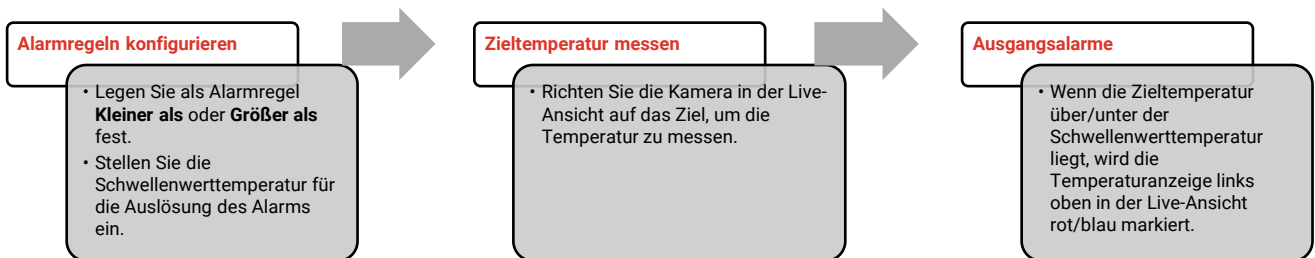 Alarmregeln konfigurieren
• Legen Sie als Alarmregel
Kleiner als oder Größer als
fest.
• Stellen Sie die
Schwellenwerttemperatur für
die Auslösung des Alarms
ein.
Zieltemperatur messen
• Richten Sie die Kamera in der Live-
Ansicht auf das Ziel, um die
Temperatur zu messen.
Ausgangsalarme
• Wenn die Zieltemperatur
über/unter der
Schwellenwerttemperatur
liegt, wird die
Temperaturanzeige links
oben in der Live-Ansicht
rot/blau markiert.